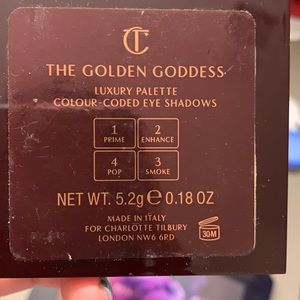 CT
THE GOLDEN GODDESS
LUXURY PALETTE
COLOUR-CODED EYE SHADOWS
1 2
PRIME ENHANCE
4 3
POP SMOKE
NET WT. 5.2g ℮ 0.18 OZ
MADE IN ITALY
FOR CHARLOTTE TILBURY
LONDON NW6 6RD
30M